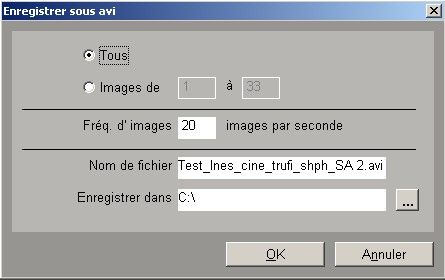 Enregistrer sous avi
Tous
Images de 1 à 33
Fréq. d' images 20 images par seconde
Nom de fichier Test_Ines_cine_trufi_shph_SA 2.avi
Enregistrer dans C:\ ...
OK Annuler